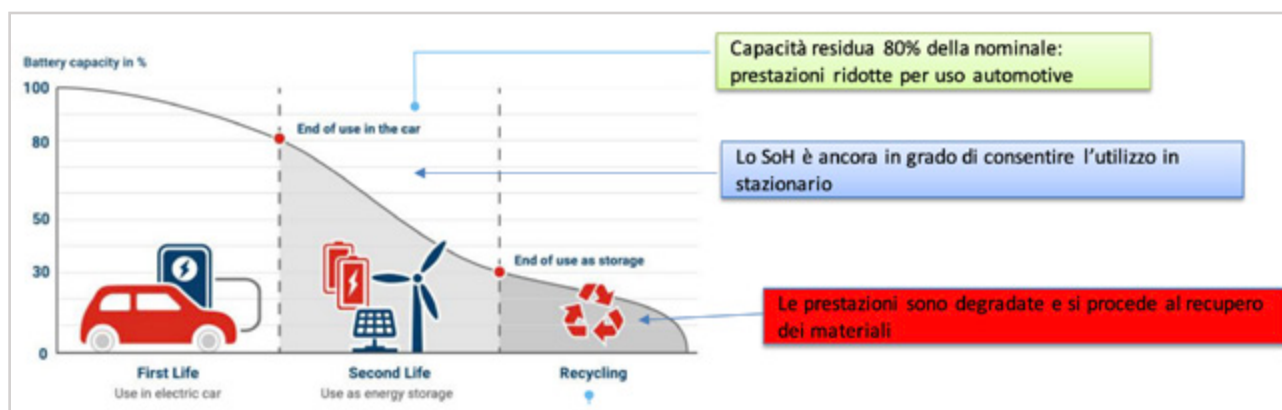 Battery capacity in %
100
80
50
30
0
End of use in the car
End of use as storage
First Life
Use in electric car
Second Life
Use as energy storage
Recycling
Capacità residua 80% della nominale:
prestazioni ridotte per uso automotive
Lo SoH è ancora in grado di consentire l'utilizzo in
stazionario
Le prestazioni sono degradate e si procede al recupero
dei materiali